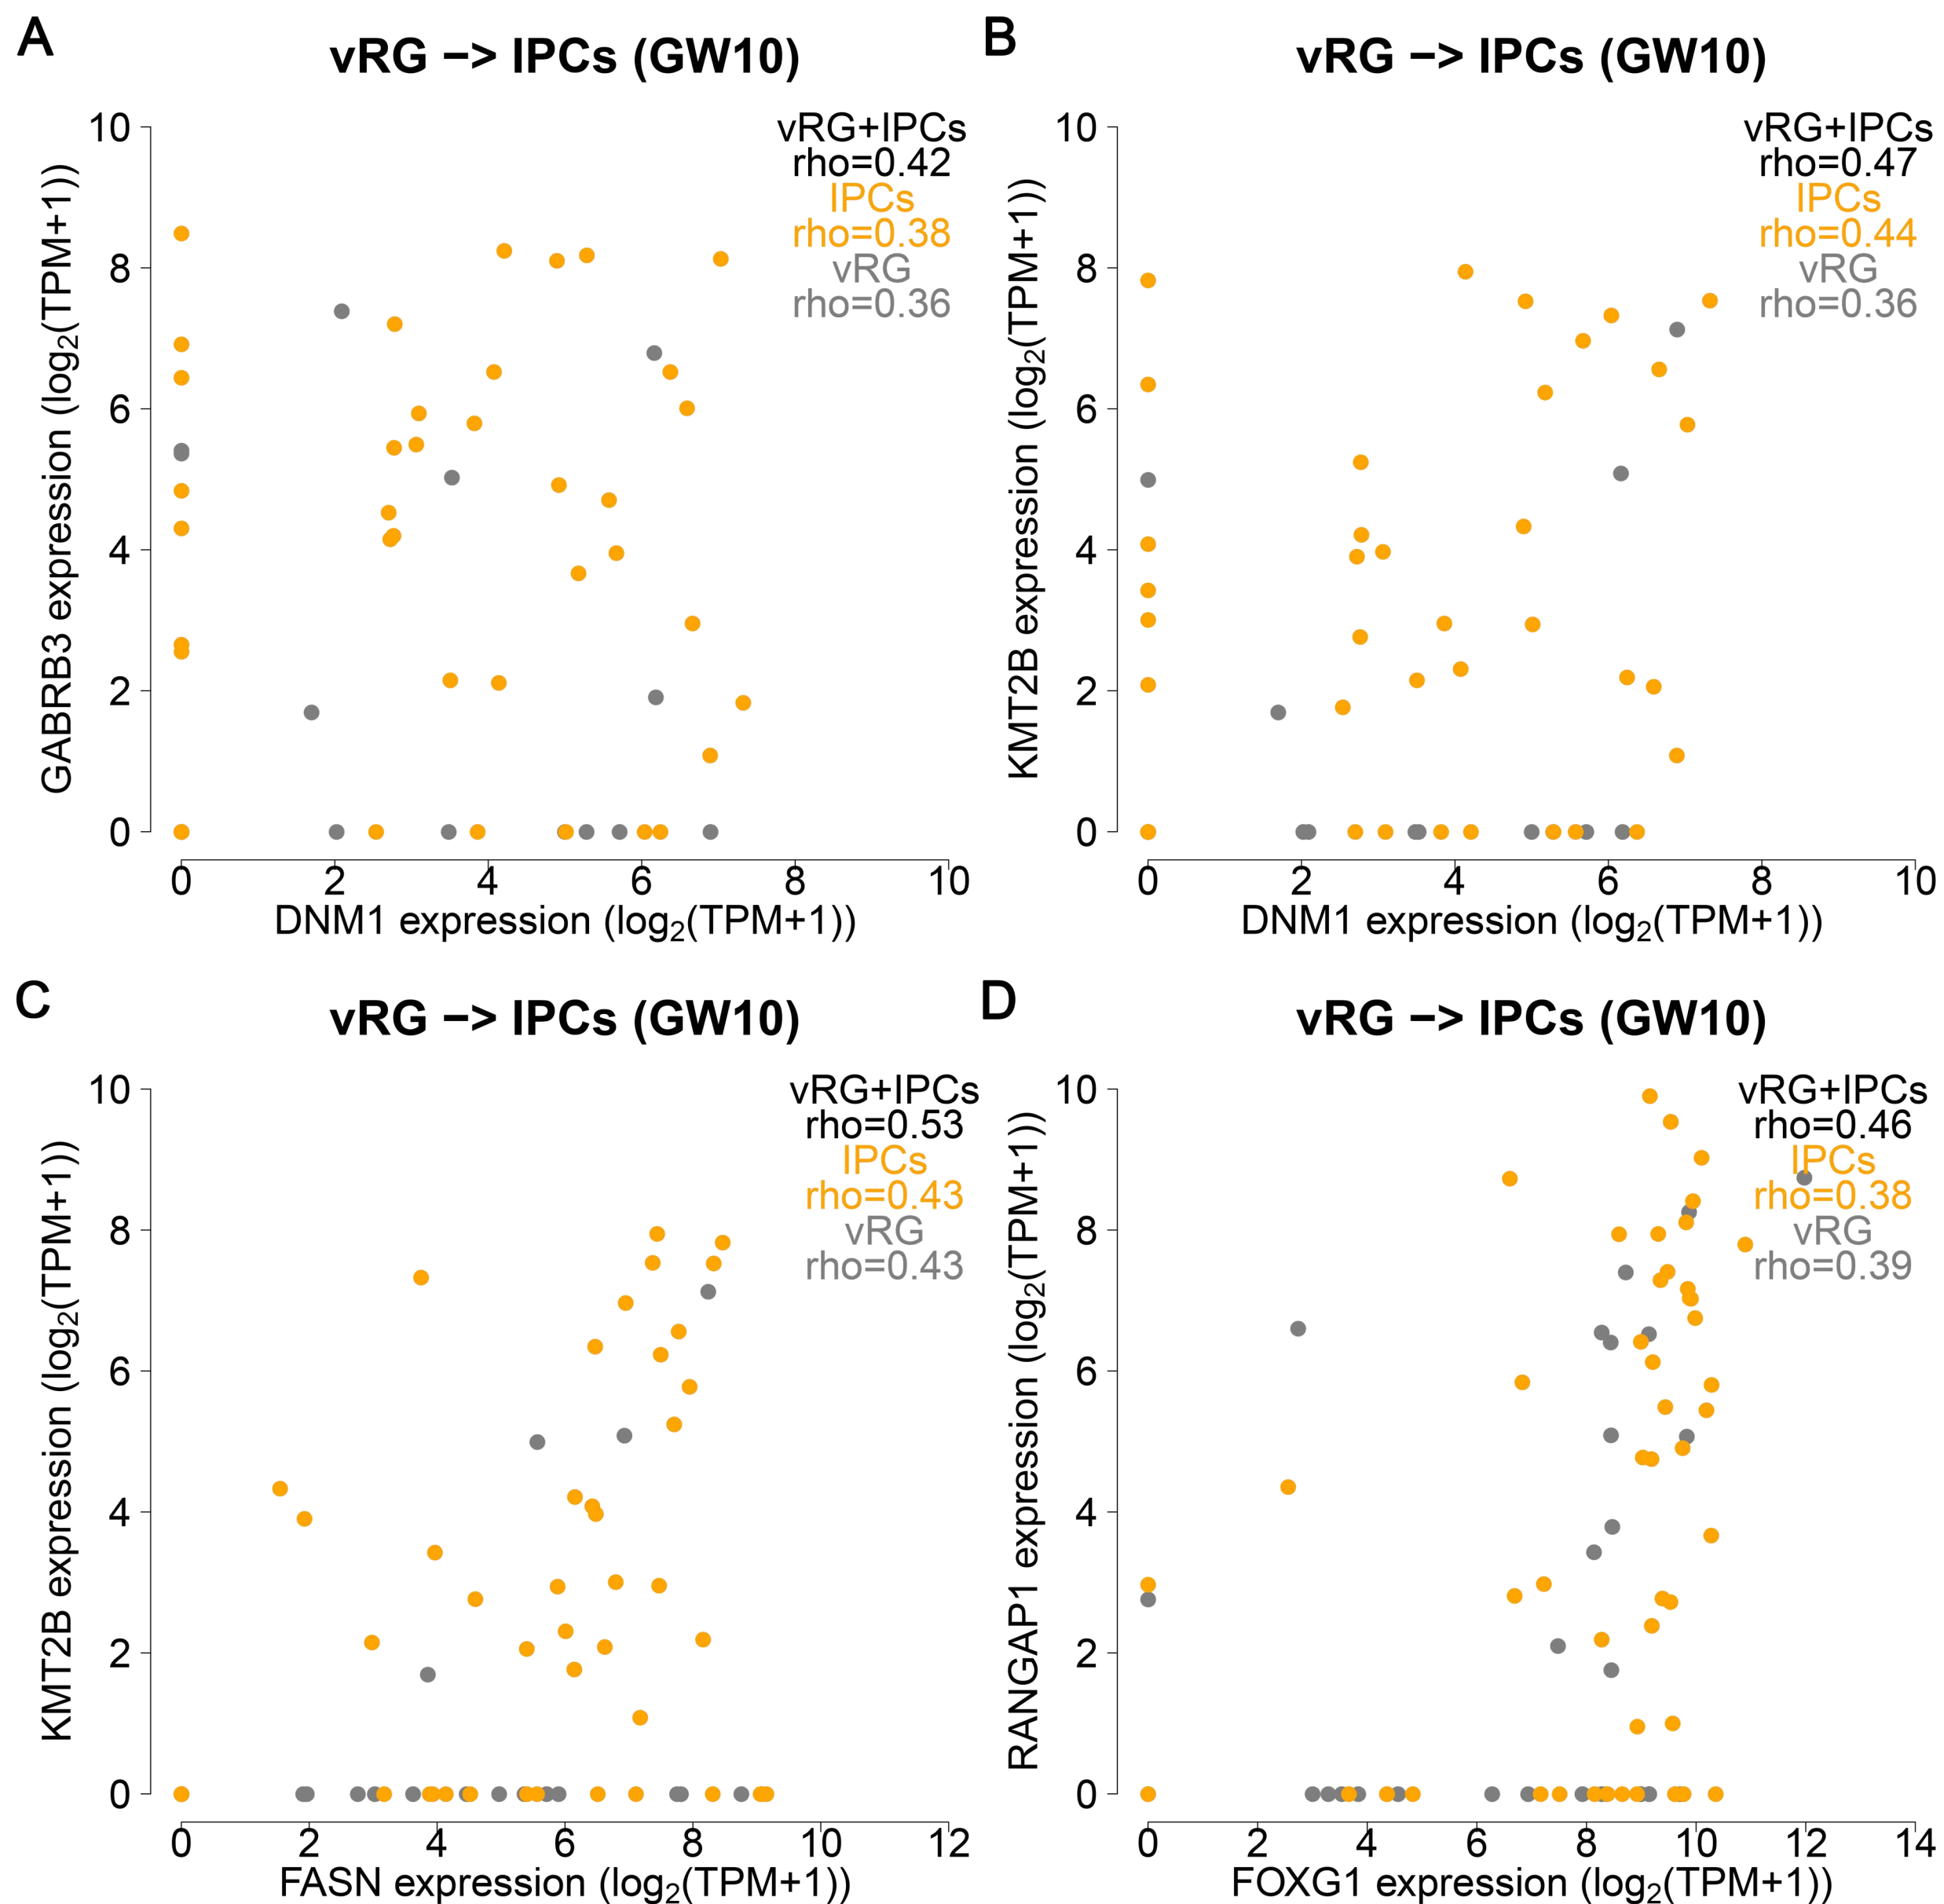 A
vRG −> IPCs (GW10)
vRG+IPCs
rho=0.42
IPCs
rho=0.38
vRG
rho=0.36
GABRB3 expression (log2(TPM+1))
10
8
6
4
2
0
0 2 4 6 8 10
DNM1 expression (log2(TPM+1))
B
vRG −> IPCs (GW10)
vRG+IPCs
rho=0.47
IPCs
rho=0.44
vRG
rho=0.36
KMT2B expression (log2(TPM+1))
10
8
6
4
2
0
0 2 4 6 8 10
DNM1 expression (log2(TPM+1))
C
vRG −> IPCs (GW10)
vRG+IPCs
rho=0.53
IPCs
rho=0.43
vRG
rho=0.43
KMT2B expression (log2(TPM+1))
10
8
6
4
2
0
0 2 4 6 8 10 12
FASN expression (log2(TPM+1))
D
vRG −> IPCs (GW10)
vRG+IPCs
rho=0.46
IPCs
rho=0.38
vRG
rho=0.39
RANGAP1 expression (log2(TPM+1))
10
8
6
4
2
0
0 2 4 6 8 10 12 14
FOXG1 expression (log2(TPM+1))